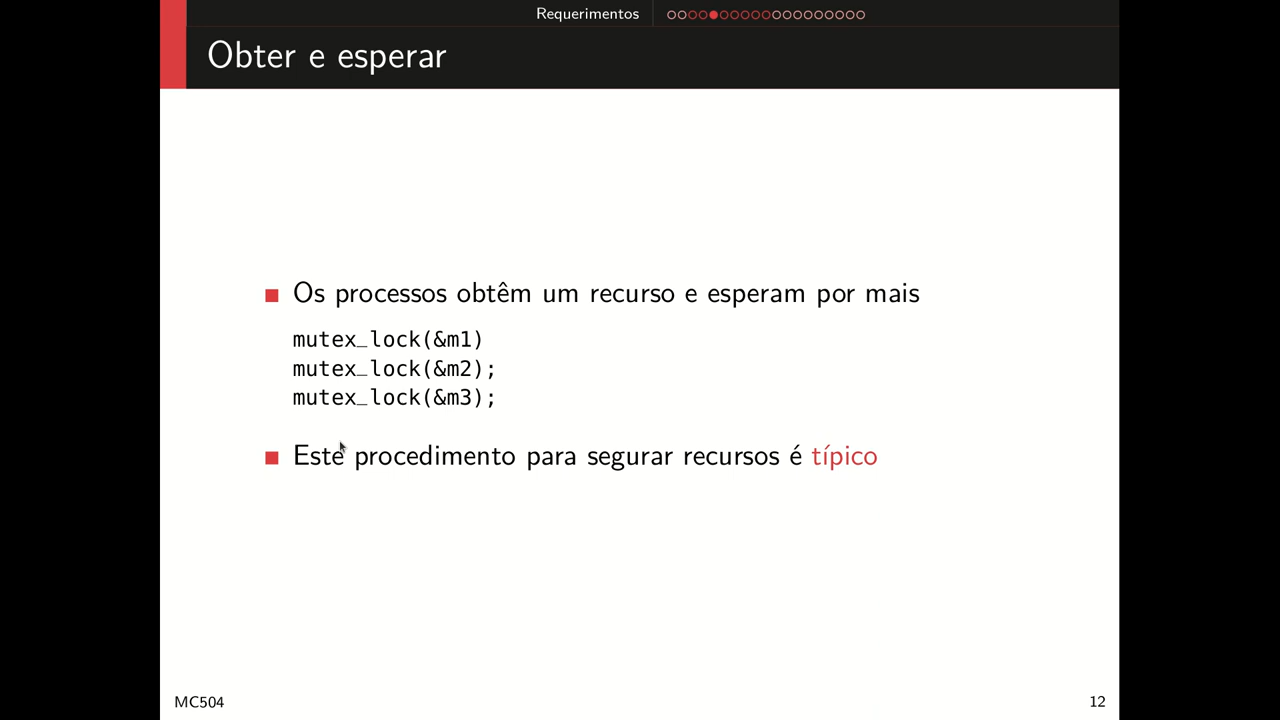 Requerimentos
Obter e esperar
Os processos obtêm um recurso e esperam por mais
mutex_lock(&m1)
mutex_lock(&m2);
mutex_lock(&m3);
Este procedimento para segurar recursos é típico
MC504
12